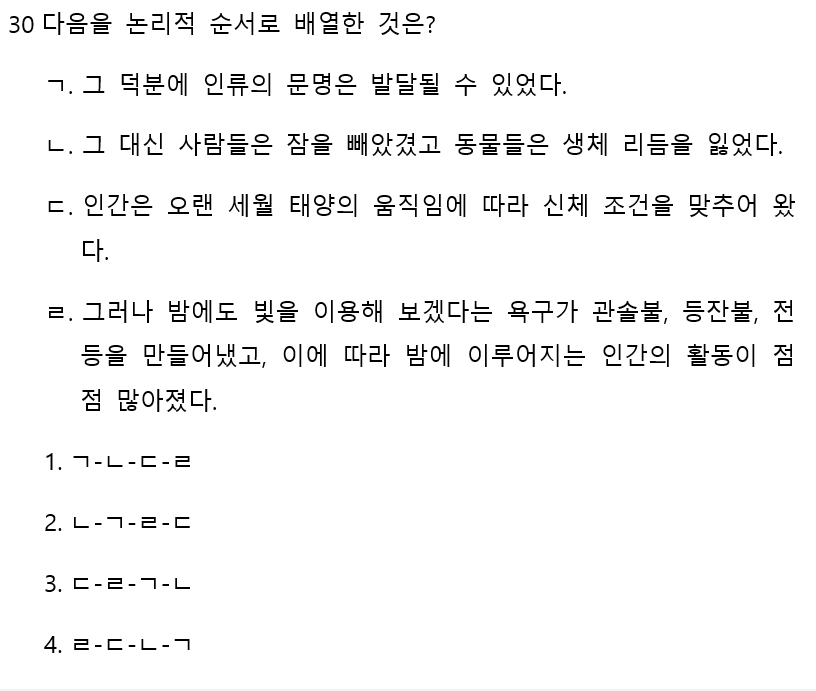 30 다음을 논리적 순서로 배열한 것은?
ㄱ. 그 덕분에 인류의 문명은 발달될 수 있었다.
ㄴ. 그 대신 사람들은 잠을 빼았겼고 동물들은 생체 리듬을 잃었다.
ㄷ. 인간은 오랜 세월 태양의 움직임에 따라 신체 조건을 맞추어 왔
다.
ㄹ. 그러나 밤에도 빛을 이용해 보겠다는 욕구가 관솔불, 등잔불, 전
등을 만들어냈고, 이에 따라 밤에 이루어지는 인간의 활동이 점
점 많아졌다.
1. ㄱ-ㄴ-ㄷ-ㄹ
2. ㄴ-ㄱ-ㄹ-ㄷ
3. ㄷ-ㄹ-ㄱ-ㄴ
4. ㄹ-ㄷ-ㄴ-ㄱ